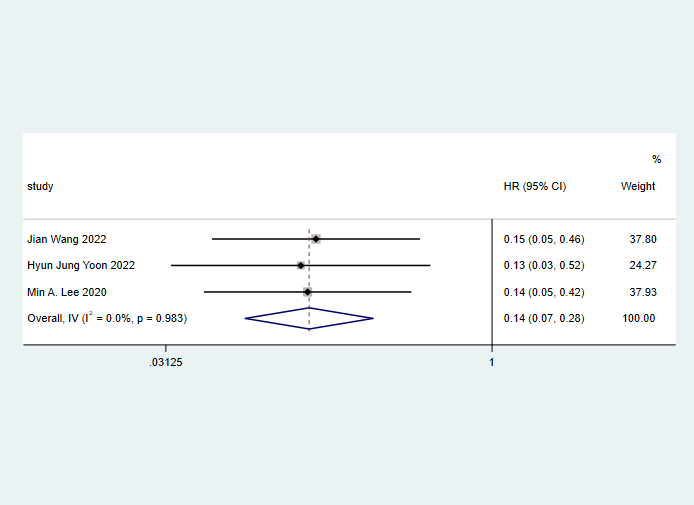 %
study HR (95% CI) Weight
Jian Wang 2022 0.15 (0.05, 0.46) 37.80
Hyun Jung Yoon 2022 0.13 (0.03, 0.52) 24.27
Min A. Lee 2020 0.14 (0.05, 0.42) 37.93
Overall, IV (I² = 0.0%, p = 0.983) 0.14 (0.07, 0.28) 100.00
.03125 1